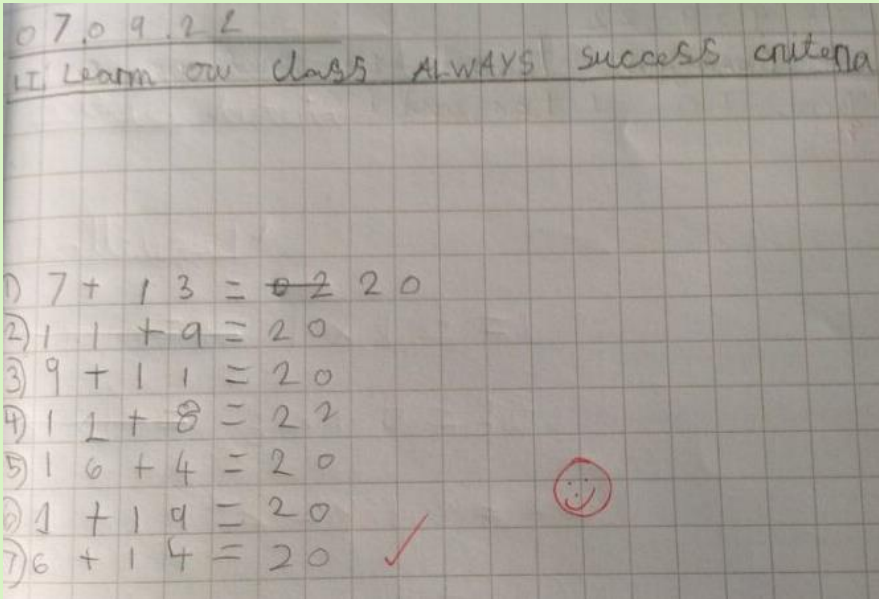 07.09.22
LI Learn our class ALWAYS success criteria
1) 7 + 13 = 02 20
2) 11 + 9 = 20
3) 9 + 11 = 20
4) 12 + 8 = 22
5) 16 + 4 = 20
6) 1 + 19 = 20
7) 6 + 14 = 20